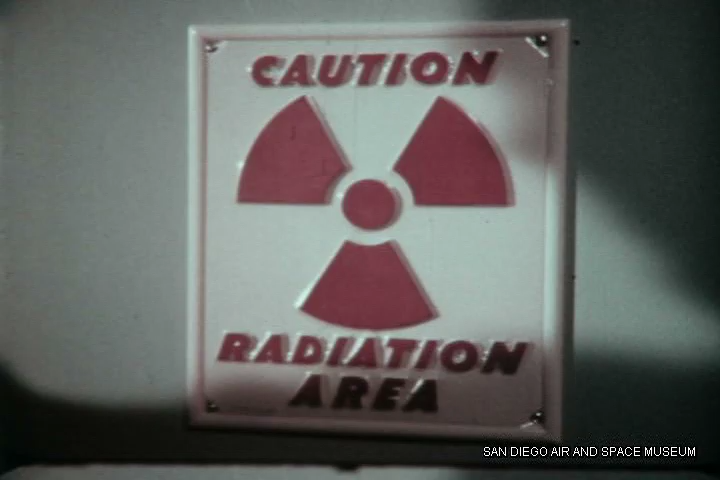 CAUTION
RADIATION
AREA
SAN DIEGO AIR AND SPACE MUSEUM